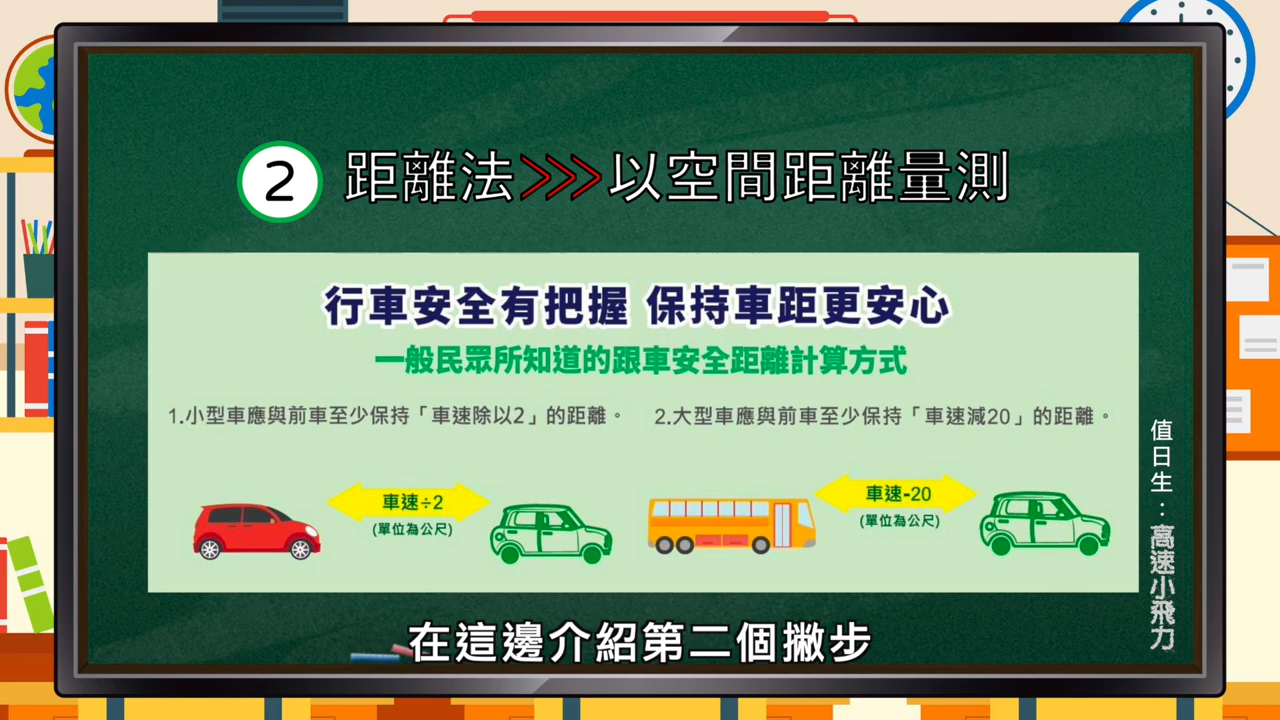 2 距離法>>>以空間距離量測
行車安全有把握 保持車距更安心
一般民眾所知道的跟車安全距離計算方式
1.小型車應與前車至少保持「車速除以2」的距離。
2.大型車應與前車至少保持「車速減20」的距離。
車速÷2
(單位為公尺)
車速-20
(單位為公尺)
值日生：高速小飛力
在這邊介紹第二個撇步